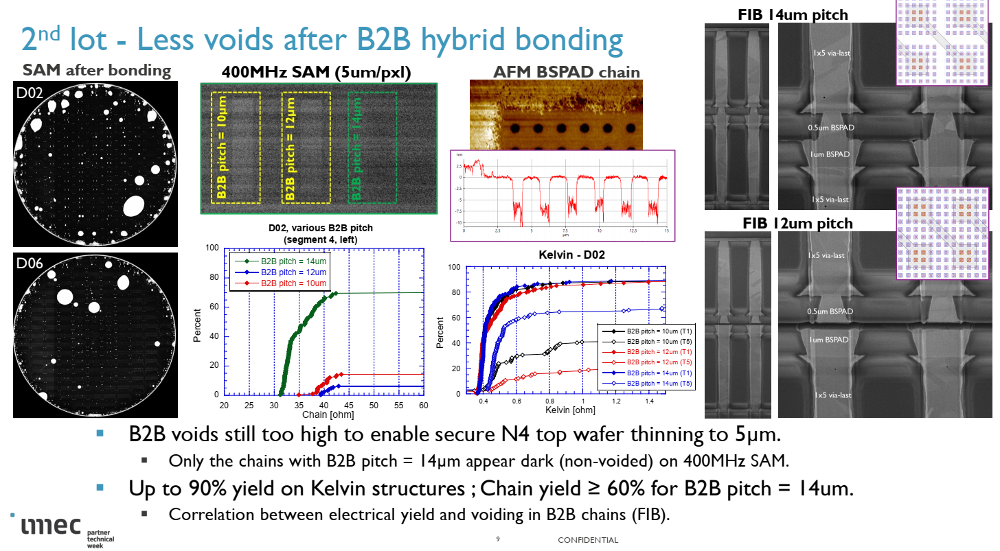 2nd lot - Less voids after B2B hybrid bonding
SAM after bonding
D02
D06
400MHz SAM (5um/pxl)
B2B pitch = 10µm
B2B pitch = 12µm
B2B pitch = 14µm
AFM BSPAD chain
nm
2.5
0
-2.5
-5
-7.5
-10
0
5
7.5
10
15
µm
FIB 14um pitch
1x5 via-last
0.5um BSPAD
1um BSPAD
1x5 via-last
FIB 12um pitch
1x5 via-last
0.5um BSPAD
1um BSPAD
1x5 via-last
D02, various B2B pitch
(segment 4, left)
B2B pitch = 14um
B2B pitch = 12um
B2B pitch = 10um
Percent
100
80
60
40
20
0
20 25 30 35 40 45 50 55 60
Chain [ohm]
Kelvin - D02
B2B pitch = 10um (T1)
B2B pitch = 10um (T5)
B2B pitch = 12um (T1)
B2B pitch = 12um (T5)
B2B pitch = 14um (T1)
B2B pitch = 14um (T5)
Percent
100
80
60
40
20
0
0.4 0.6 0.8 1 1.2 1.4
Kelvin [ohm]
▪ B2B voids still too high to enable secure N4 top wafer thinning to 5µm.
▪ Only the chains with B2B pitch = 14µm appear dark (non-voided) on 400MHz SAM.
▪ Up to 90% yield on Kelvin structures ; Chain yield ≥ 60% for B2B pitch = 14um.
▪ Correlation between electrical yield and voiding in B2B chains (FIB).
imec
partner
technical
week
9
CONFIDENTIAL